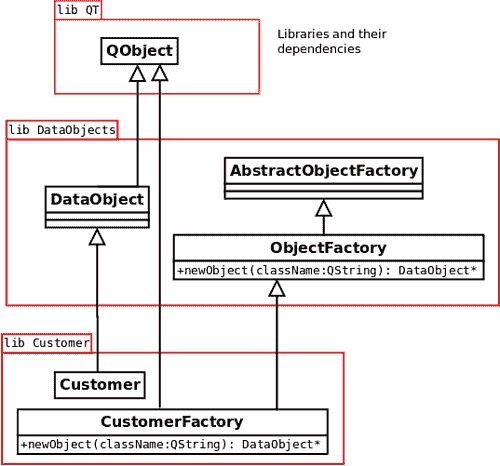 lib QT
Libraries and their
dependencies
QObject
lib DataObjects
AbstractObjectFactory
DataObject
ObjectFactory
+newObject(className:QString): DataObject*
lib Customer
Customer
CustomerFactory
+newObject(className:QString): DataObject*